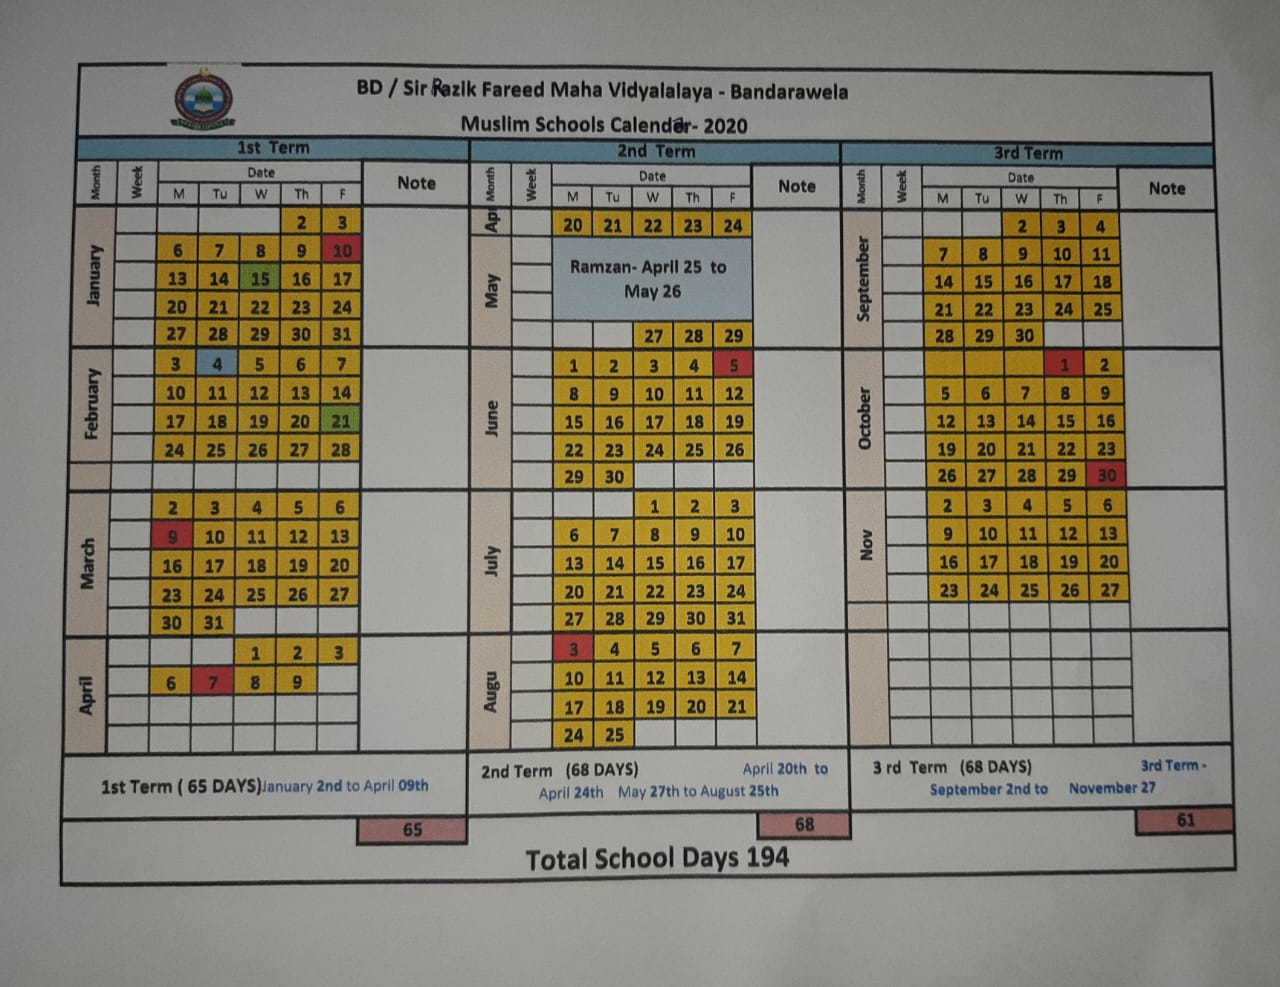 BD / Sir Razik Fareed Maha Vidyalalaya - Bandarawela
Muslim Schools Calender- 2020
1st Term
Month Week Date Note
M Tu W Th F
January
2 3
6 7 8 9 10
13 14 15 16 17
20 21 22 23 24
27 28 29 30 31
February
3 4 5 6 7
10 11 12 13 14
17 18 19 20 21
24 25 26 27 28
March
2 3 4 5 6
9 10 11 12 13
16 17 18 19 20
23 24 25 26 27
30 31
April
1 2 3
6 7 8 9
1st Term ( 65 DAYS)January 2nd to April 09th
65
2nd Term
Month Week Date Note
M Tu W Th F
Ap
20 21 22 23 24
May
Ramzan- April 25 to
May 26
27 28 29
June
1 2 3 4 5
8 9 10 11 12
15 16 17 18 19
22 23 24 25 26
29 30
July
1 2 3
6 7 8 9 10
13 14 15 16 17
20 21 22 23 24
27 28 29 30 31
Augu
3 4 5 6 7
10 11 12 13 14
17 18 19 20 21
24 25
2nd Term (68 DAYS) April 20th to
April 24th May 27th to August 25th
68
3rd Term
Month Week Date Note
M Tu W Th F
September
2 3 4
7 8 9 10 11
14 15 16 17 18
21 22 23 24 25
28 29 30
October
1 2
5 6 7 8 9
12 13 14 15 16
19 20 21 22 23
26 27 28 29 30
Nov
2 3 4 5 6
9 10 11 12 13
16 17 18 19 20
23 24 25 26 27
3 rd Term (68 DAYS) 3rd Term -
September 2nd to November 27
61
Total School Days 194